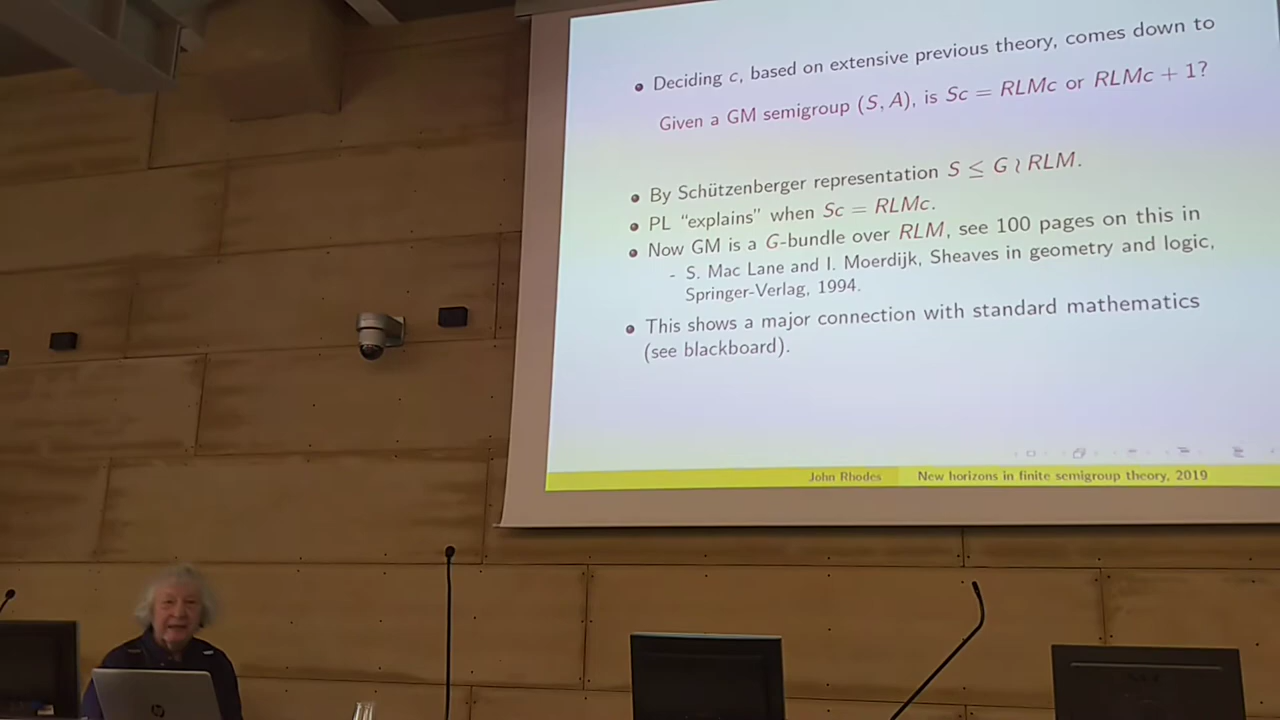 Deciding c, based on extensive previous theory, comes down to
Given a GM semigroup (S, A), is Sc = RLMc or RLMc + 1?
By Schützenberger representation S ≤ G ≀ RLM.
PL “explains” when Sc = RLMc.
Now GM is a G-bundle over RLM, see 100 pages on this in
- S. Mac Lane and I. Moerdijk, Sheaves in geometry and logic,
Springer-Verlag, 1994.
This shows a major connection with standard mathematics
(see blackboard).
John Rhodes New horizons in finite semigroup theory, 2019
hp